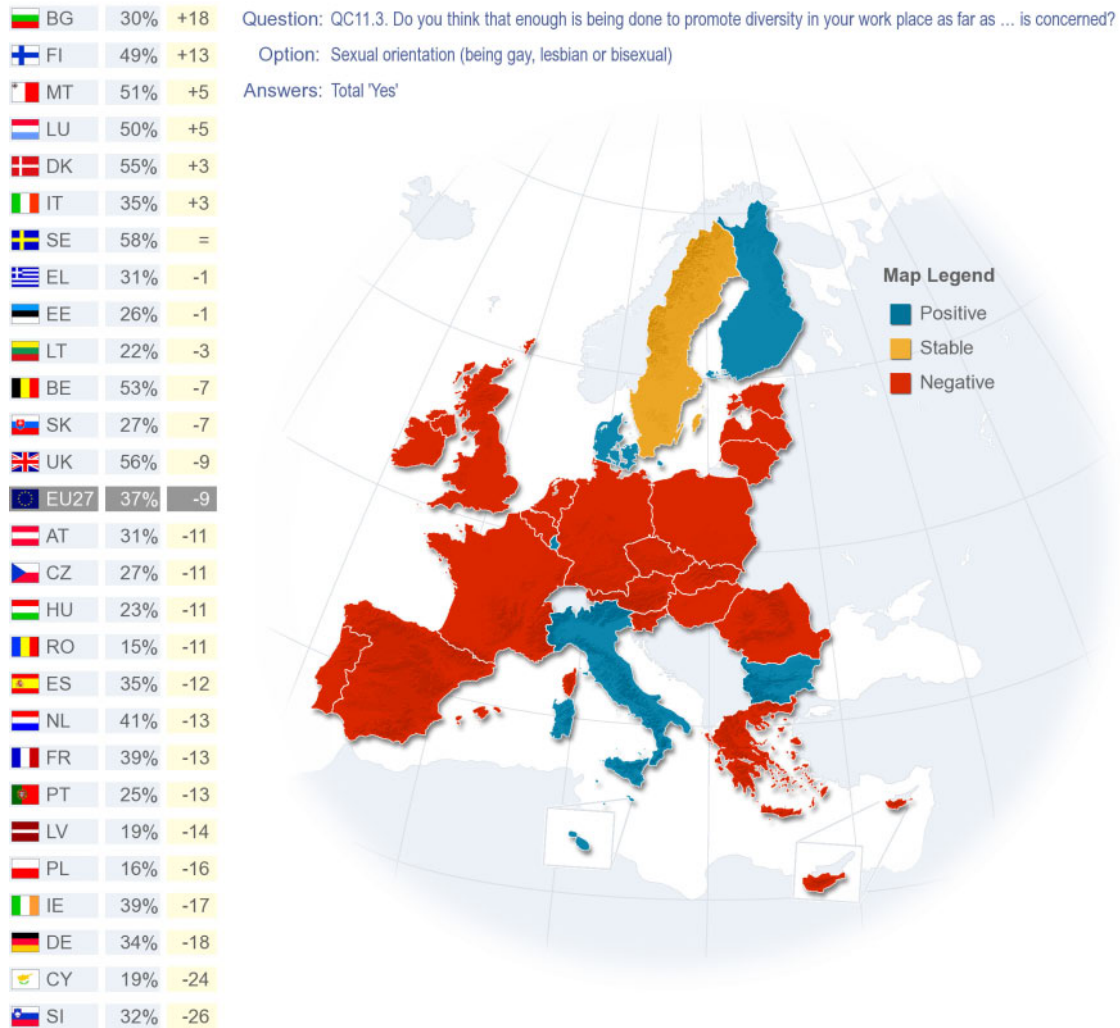 Question: QC11.3. Do you think that enough is being done to promote diversity in your work place as far as ... is concerned?
Option: Sexual orientation (being gay, lesbian or bisexual)
Answers: Total 'Yes'
BG 30% +18
FI 49% +13
MT 51% +5
LU 50% +5
DK 55% +3
IT 35% +3
SE 58% =
EL 31% -1
EE 26% -1
LT 22% -3
BE 53% -7
SK 27% -7
UK 56% -9
EU27 37% -9
AT 31% -11
CZ 27% -11
HU 23% -11
RO 15% -11
ES 35% -12
NL 41% -13
FR 39% -13
PT 25% -13
LV 19% -14
PL 16% -16
IE 39% -17
DE 34% -18
CY 19% -24
SI 32% -26
Map Legend
Positive
Stable
Negative